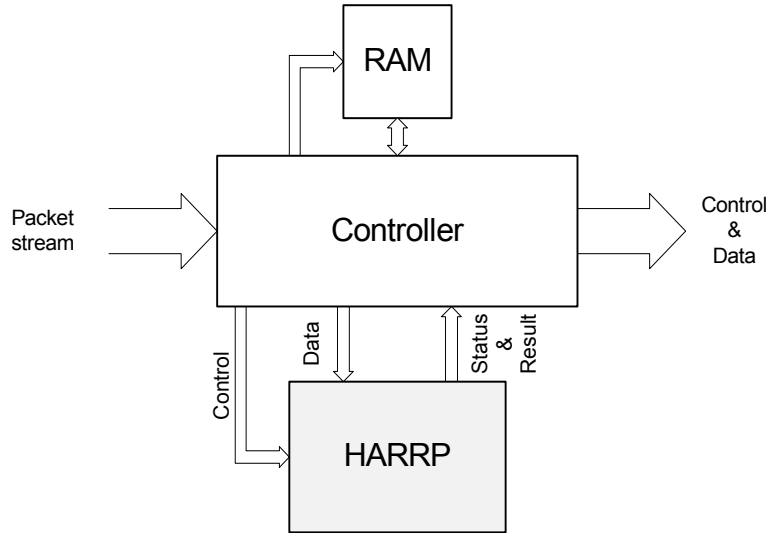 RAM
Packet
stream
Controller
Control
&
Data
Control
Data
Status
&
Result
HARRP